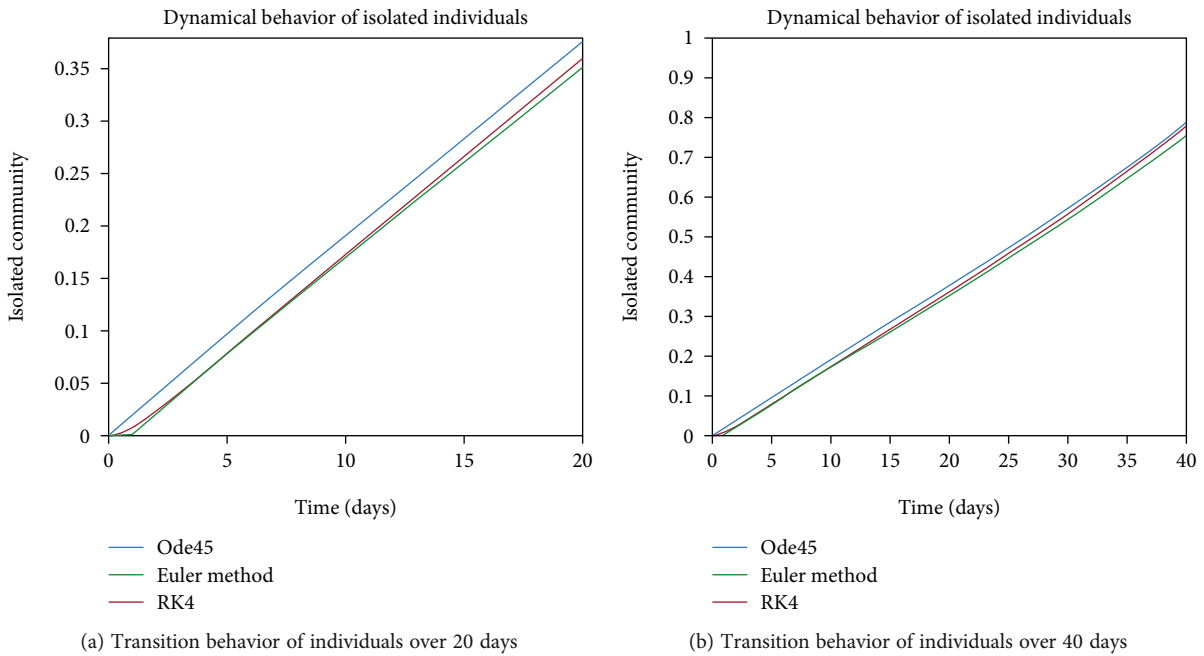 Dynamical behavior of isolated individuals
Isolated community
0.35
0.3
0.25
0.2
0.15
0.1
0.05
0
0 5 10 15 20
Time (days)
Ode45
Euler method
RK4
(a) Transition behavior of individuals over 20 days
Dynamical behavior of isolated individuals
Isolated community
1
0.9
0.8
0.7
0.6
0.5
0.4
0.3
0.2
0.1
0
0 5 10 15 20 25 30 35 40
Time (days)
Ode45
Euler method
RK4
(b) Transition behavior of individuals over 40 days